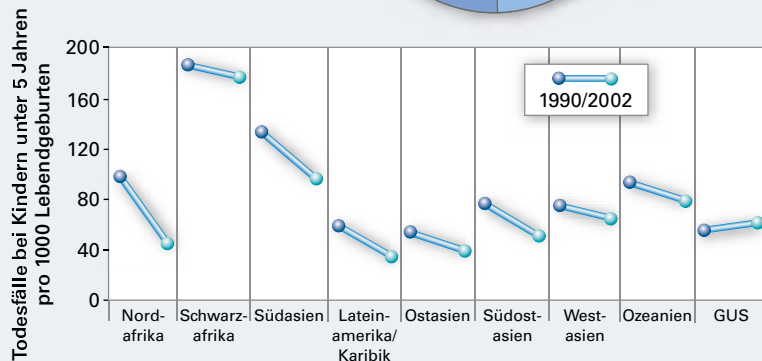 Todesfälle bei Kindern unter 5 Jahren
pro 1000 Lebendgeburten
200
160
120
80
40
0
1990/2002
Nord-
afrika
Schwarz-
afrika
Südasien
Latein-
amerika/
Karibik
Ostasien
Südost-
asien
West-
asien
Ozeanien
GUS